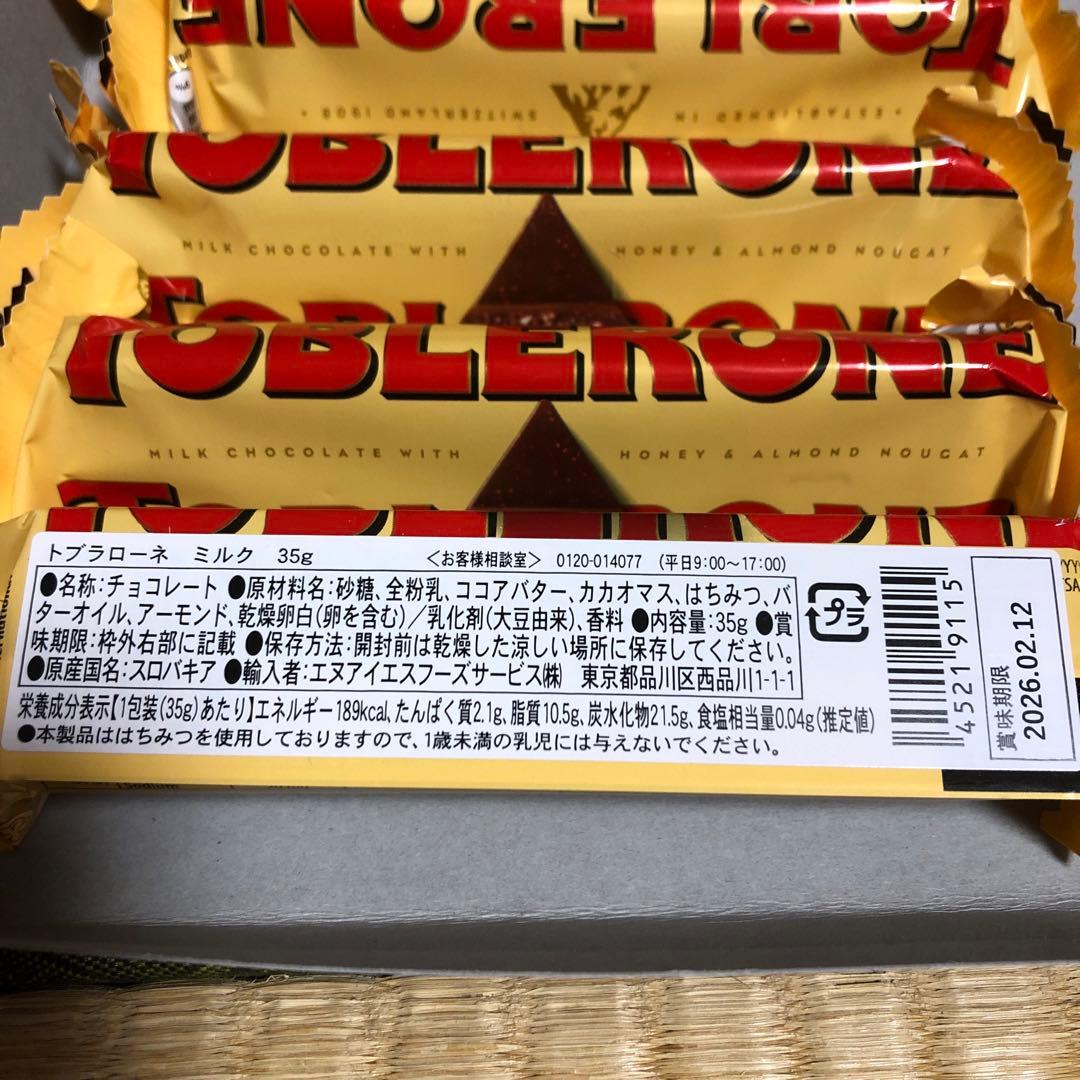 TOBLERONE
SWITZERLAND 1908 • ESTABLISHED IN
TOBLERONE
MILK CHOCOLATE WITH HONEY & ALMOND NOUGAT
TOBLERONE
TOBLERONE
MILK CHOCOLATE WITH HONEY & ALMOND NOUGAT
TOBLERONE
トブラローネ ミルク 35g <お客様相談室> 0120-014077 (平日9:00～17:00)
●名称:チョコレート ●原材料名:砂糖、全粉乳、ココアバター、カカオマス、はちみつ、バ
ターオイル、アーモンド、乾燥卵白(卵を含む)／乳化剤(大豆由来)、香料 ●内容量:35g ●賞
味期限:枠外右部に記載 ●保存方法:開封前は乾燥した涼しい場所に保存してください。
●原産国名:スロバキア ●輸入者:エヌアイエスフーズサービス㈱ 東京都品川区西品川1-1-1
栄養成分表示【1包装(35g)あたり】エネルギー189kcal、たんぱく質2.1g、脂質10.5g、炭水化物21.5g、食塩相当量0.04g(推定値)
●本製品ははちみつを使用しておりますので、1歳未満の乳児には与えないでください。
プラ
4521 9115
賞味期限
2026.02.12